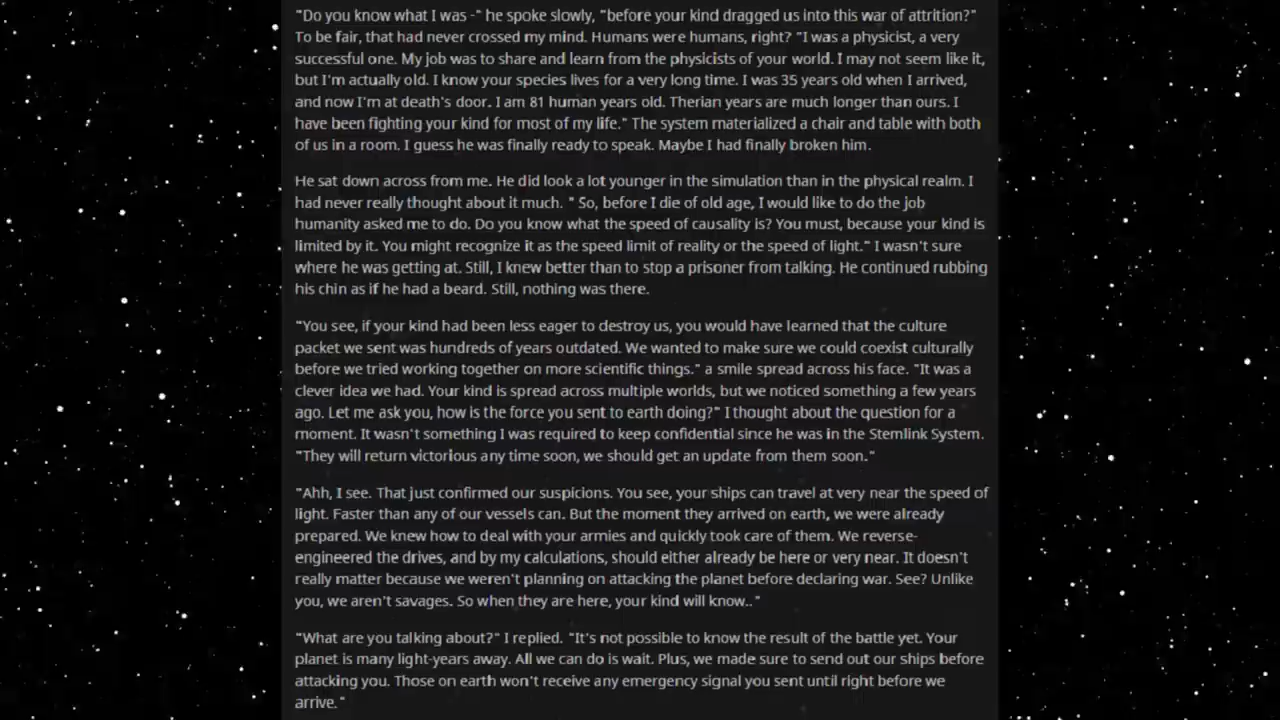 "Do you know what I was -" he spoke slowly, "before your kind dragged us into this war of attrition?"
To be fair, that had never crossed my mind. Humans were humans, right? "I was a physicist, a very
successful one. My job was to share and learn from the physicists of your world. I may not seem like it,
but I'm actually old. I know your species lives for a very long time. I was 35 years old when I arrived,
and now I'm at death's door. I am 81 human years old. Therian years are much longer than ours. I
have been fighting your kind for most of my life." The system materialized a chair and table with both
of us in a room. I guess he was finally ready to speak. Maybe I had finally broken him.
He sat down across from me. He did look a lot younger in the simulation than in the physical realm. I
had never really thought about it much. " So, before I die of old age, I would like to do the job
humanity asked me to do. Do you know what the speed of causality is? You must, because your kind is
limited by it. You might recognize it as the speed limit of reality or the speed of light." I wasn't sure
where he was getting at. Still, I knew better than to stop a prisoner from talking. He continued rubbing
his chin as if he had a beard. Still, nothing was there.
"You see, if your kind had been less eager to destroy us, you would have learned that the culture
packet we sent was hundreds of years outdated. We wanted to make sure we could coexist culturally
before we tried working together on more scientific things." a smile spread across his face. "It was a
clever idea we had. Your kind is spread across multiple worlds, but we noticed something a few years
ago. Let me ask you, how is the force you sent to earth doing?" I thought about the question for a
moment. It wasn't something I was required to keep confidential since he was in the Stemlink System.
"They will return victorious any time soon, we should get an update from them soon."
"Ahh, I see. That just confirmed our suspicions. You see, your ships can travel at very near the speed of
light. Faster than any of our vessels can. But the moment they arrived on earth, we were already
prepared. We knew how to deal with your armies and quickly took care of them. We reverse-
engineered the drives, and by my calculations, should either already be here or very near. It doesn't
really matter because we weren't planning on attacking the planet before declaring war. See? Unlike
you, we aren't savages. So when they are here, your kind will know.."
"What are you talking about?" I replied. "It's not possible to know the result of the battle yet. Your
planet is many light-years away. All we can do is wait. Plus, we made sure to send out our ships before
attacking you. Those on earth won't receive any emergency signal you sent until right before we
arrive."